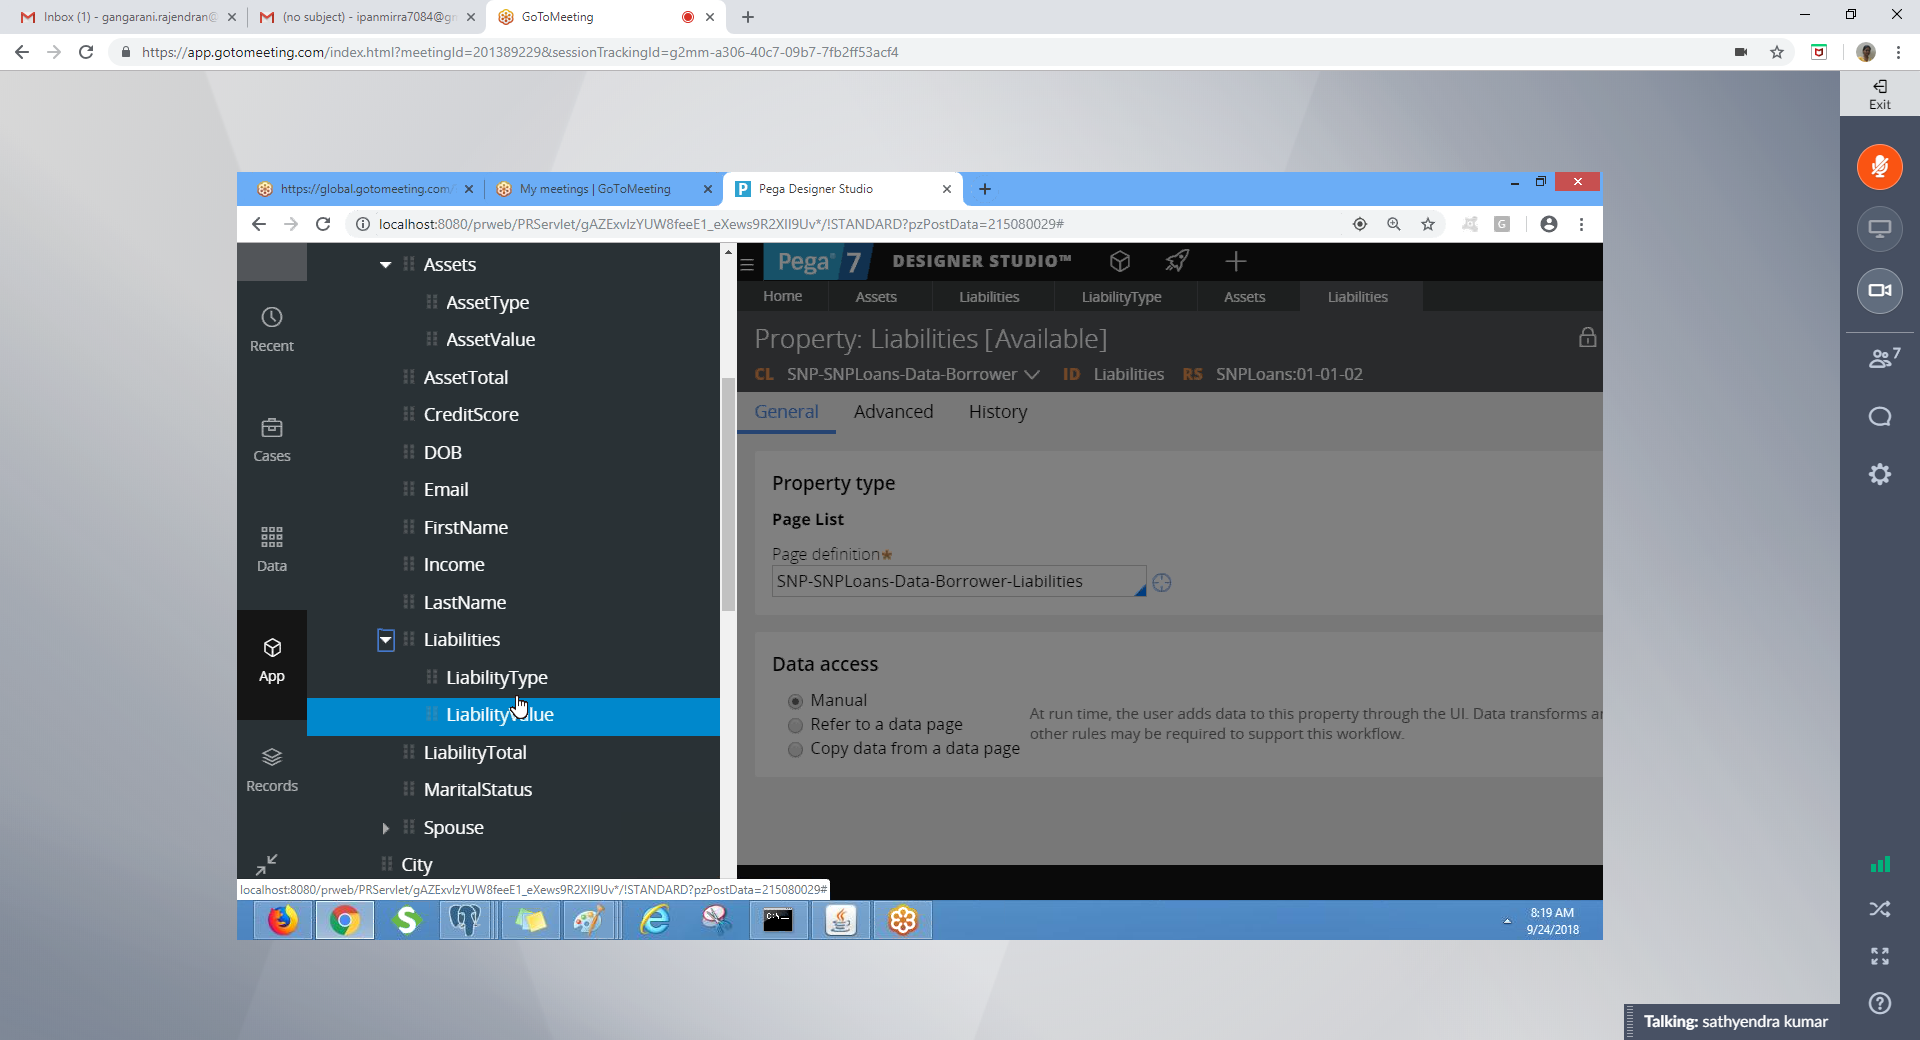 Inbox (1) - gangarani.rajendran@
(no subject) - ipanmirra7084@g
GoToMeeting
https://app.gotomeeting.com/index.html?meetingId=201389229&sessionTrackingId=g2mm-a306-40c7-09b7-7fb2ff53acf4
Exit
https://global.gotomeeting.com/
My meetings | GoToMeeting
P
Pega Designer Studio
localhost:8080/prweb/PRServlet/gAZExvlzYUW8feeE1_eXews9R2XII9Uv*/!STANDARD?pzPostData=215080029#
G
Recent
Cases
Data
App
Records
Assets
AssetType
AssetValue
AssetTotal
CreditScore
DOB
Email
FirstName
Income
LastName
Liabilities
LiabilityType
LiabilityTotal
MaritalStatus
Spouse
City
Pega 7 DESIGNER STUDIO™
Home
Assets
Liabilities
LiabilityType
Assets
Liabilities
Property: Liabilities [Available]
CL SNP-SNPLoans-Data-Borrower ID Liabilities RS SNPLoans:01-01-02
General
Advanced
History
Property type
Page List
Page definition★
SNP-SNPLoans-Data-Borrower-Liabilities
Data access
Manual
Refer to a data page
Copy data from a data page
At run time, the user adds data to this property through the UI. Data transforms
other rules may be required to support this workflow.
localhost:8080/prweb/PRServlet/gAZExvlzYUW8feeE1_eXews9R2XII9Uv*/!STANDARD?pzPostData=215080029#
C:\_
8:19 AM
9/24/2018
7
Talking: sathyendra kumar